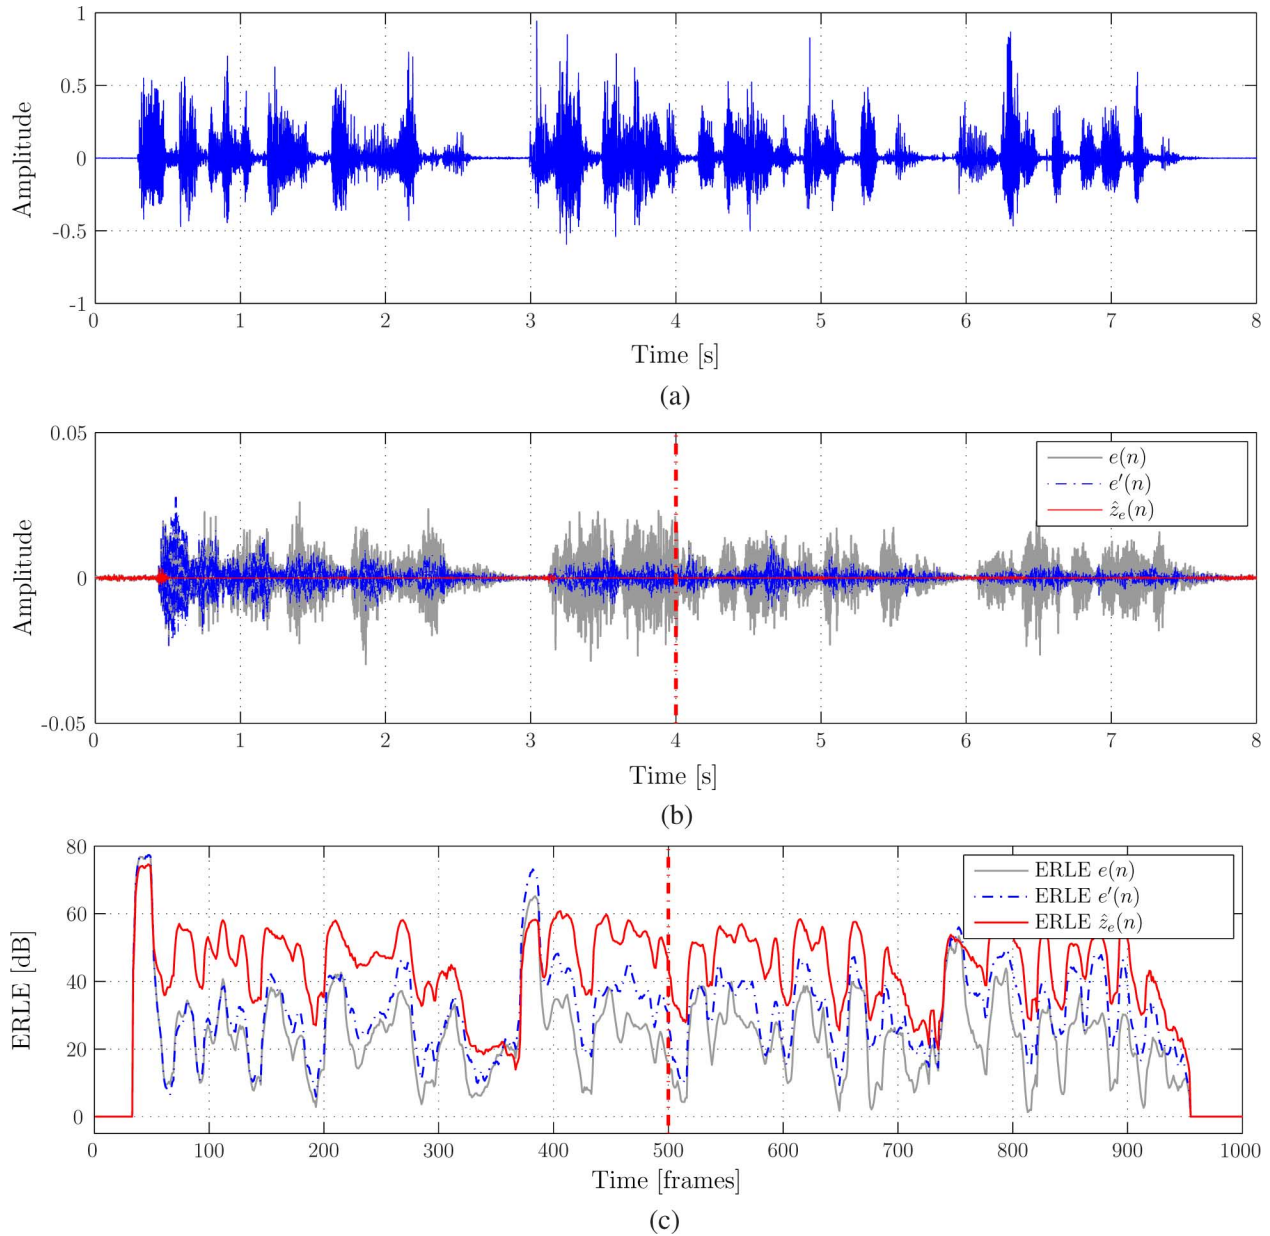 1
0.5
0
-0.5
-1
Amplitude
0 1 2 3 4 5 6 7 8
Time [s]
(a)
0.05
0
-0.05
Amplitude
e(n)
e′(n)
ẑₑ(n)
0 1 2 3 4 5 6 7 8
Time [s]
(b)
80
60
40
20
0
ERLE [dB]
ERLE e(n)
ERLE e′(n)
ERLE ẑₑ(n)
0 100 200 300 400 500 600 700 800 900 1000
Time [frames]
(c)